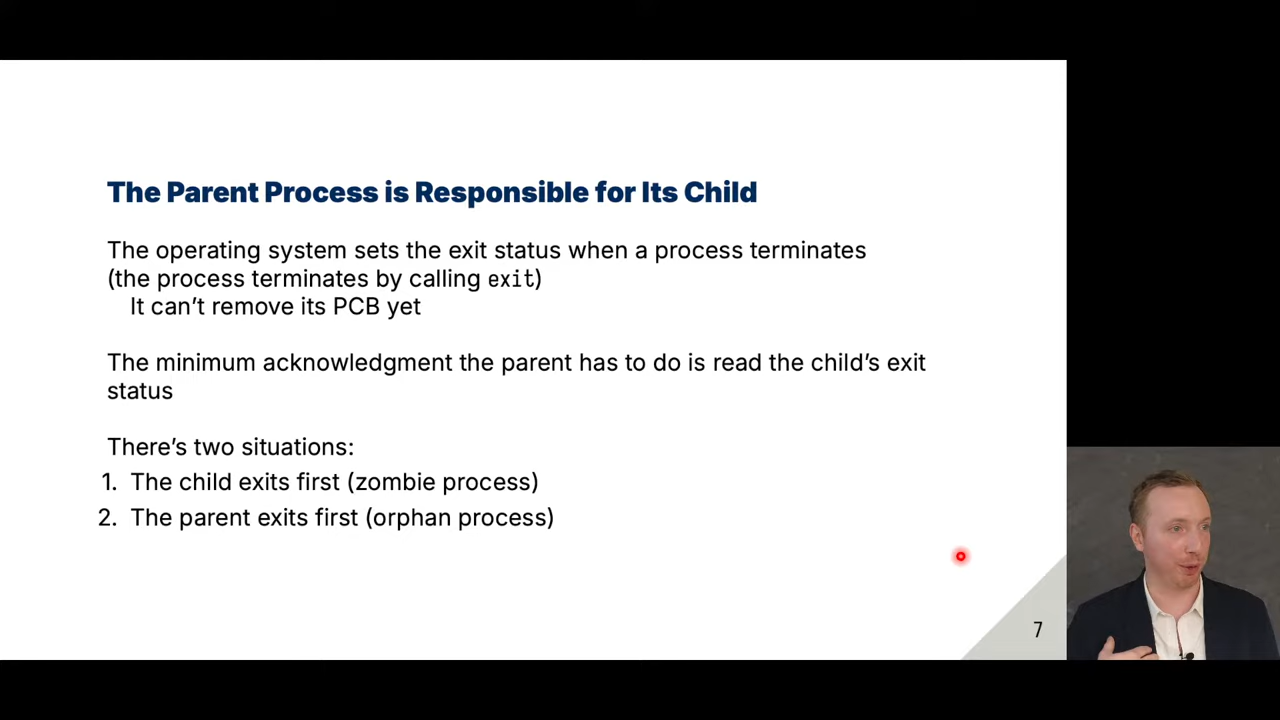 The Parent Process is Responsible for Its Child
The operating system sets the exit status when a process terminates
(the process terminates by calling exit)
It can’t remove its PCB yet
The minimum acknowledgment the parent has to do is read the child’s exit
status
There’s two situations:
1. The child exits first (zombie process)
2. The parent exits first (orphan process)
7